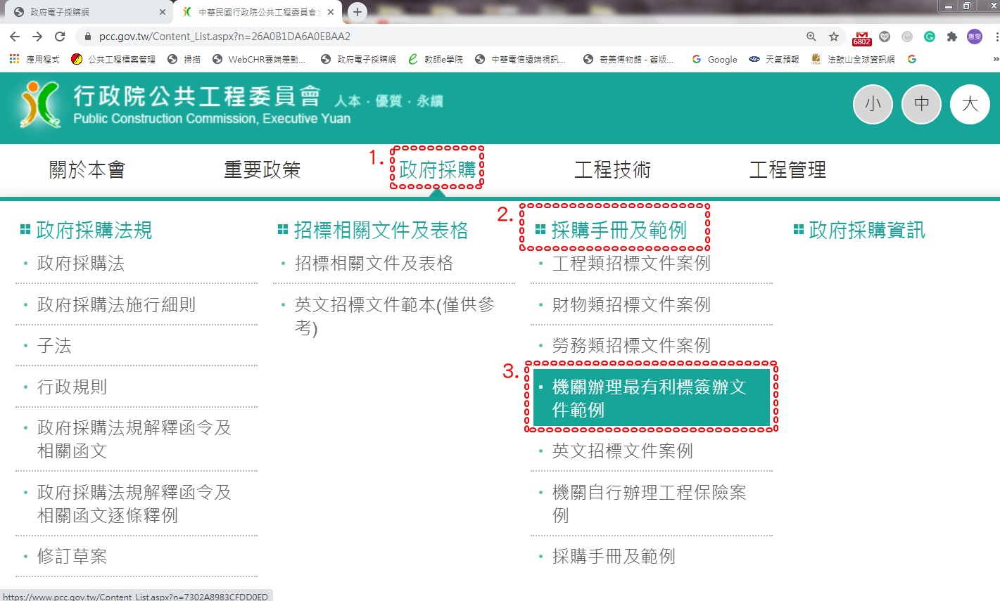 政府電子採購網
中華民國行政院公共工程委員會全
pcc.gov.tw/Content_List.aspx?n=26A0B1DA6A0EBAA2
6802
惠雯
應用程式
公共工程標案管理
掃描
WebCHR雲端差勤...
政府電子採購網
教師e學院
中華電信遠端視訊...
奇美博物館 - 舊版...
Google
天氣預報
法鼓山全球資訊網
行政院公共工程委員會 人本．優質．永續
Public Construction Commission, Executive Yuan
小 中 大
關於本會
重要政策
1. 政府採購
工程技術
工程管理
政府採購法規
政府採購法
政府採購法施行細則
子法
行政規則
政府採購法規解釋函令及
相關函文
政府採購法規解釋函令及
相關函文逐條釋例
修訂草案
招標相關文件及表格
招標相關文件及表格
英文招標文件範本(僅供參
考)
2. 採購手冊及範例
工程類招標文件案例
財物類招標文件案例
勞務類招標文件案例
3. 機關辦理最有利標簽辦文
件範例
英文招標文件案例
機關自行辦理工程保險案
例
採購手冊及範例
政府採購資訊
https://www.pcc.gov.tw/Content_List.aspx?n=7302A8983CFDD0ED